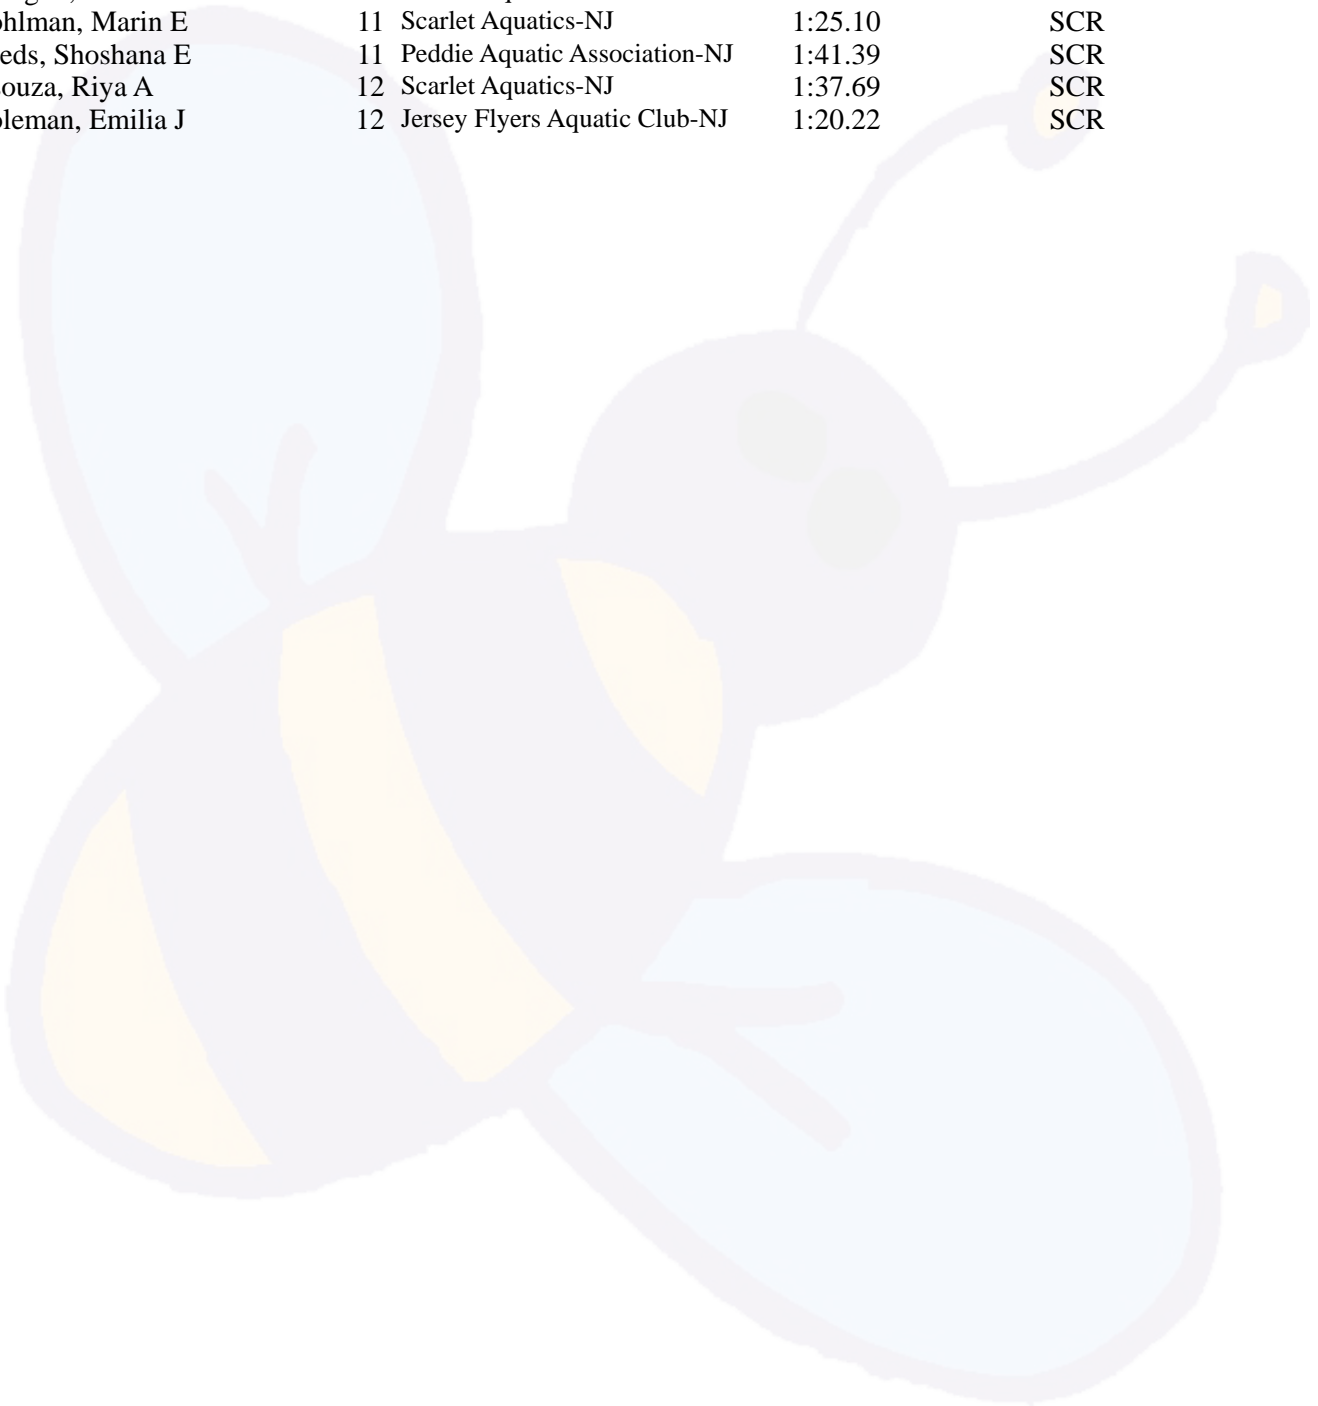 ohlman, Marin E 11 Scarlet Aquatics-NJ 1:25.10 SCR
eds, Shoshana E 11 Peddie Aquatic Association-NJ 1:41.39 SCR
ouza, Riya A 12 Scarlet Aquatics-NJ 1:37.69 SCR
oleman, Emilia J 12 Jersey Flyers Aquatic Club-NJ 1:20.22 SCR